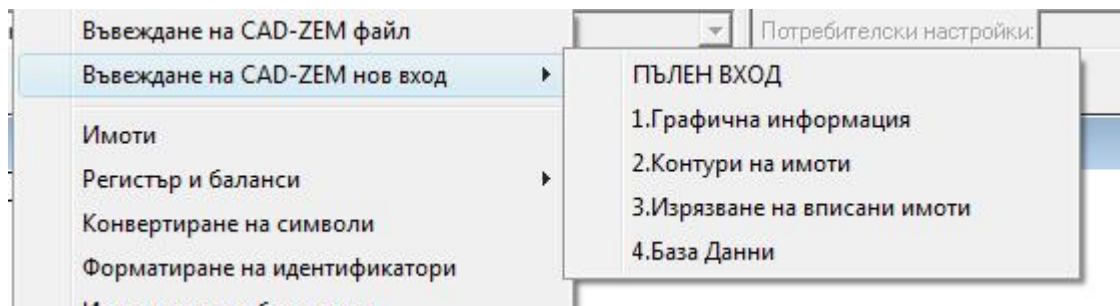 Въвеждане на CAD-ZEM файл
Потребителски настройки:
Въвеждане на CAD-ZEM нов вход
ПЪЛЕН ВХОД
1.Графична информация
2.Контури на имоти
3.Изрязване на вписани имоти
4.База Данни
Имоти
Регистър и баланси
Конвертиране на символи
Форматиране на идентификатори